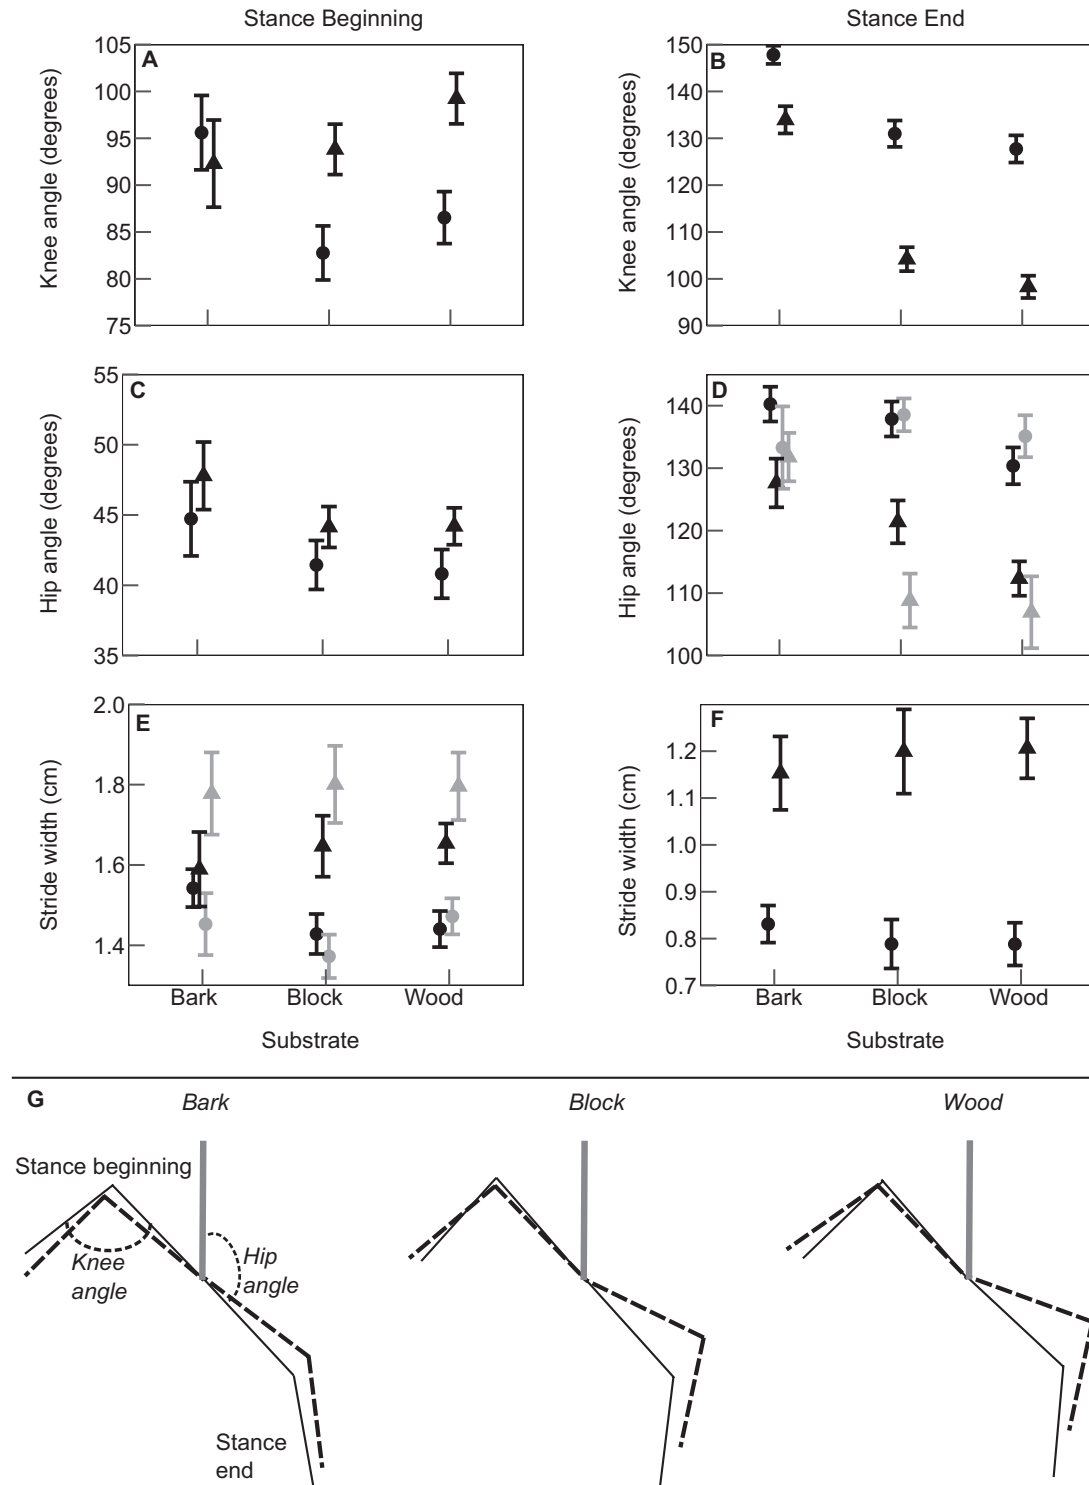 Stance Beginning
Stance End
A
Knee angle (degrees)
105
100
95
90
85
80
75
B
Knee angle (degrees)
150
140
130
120
110
100
90
C
Hip angle (degrees)
55
50
45
40
35
D
Hip angle (degrees)
140
130
120
110
100
E
Stride width (cm)
2.0
1.8
1.6
1.4
Bark Block Wood
Substrate
F
Stride width (cm)
1.2
1.1
1.0
0.9
0.8
0.7
Bark Block Wood
Substrate
G
Bark
Block
Wood
Stance beginning
Knee
angle
Hip
angle
Stance
end